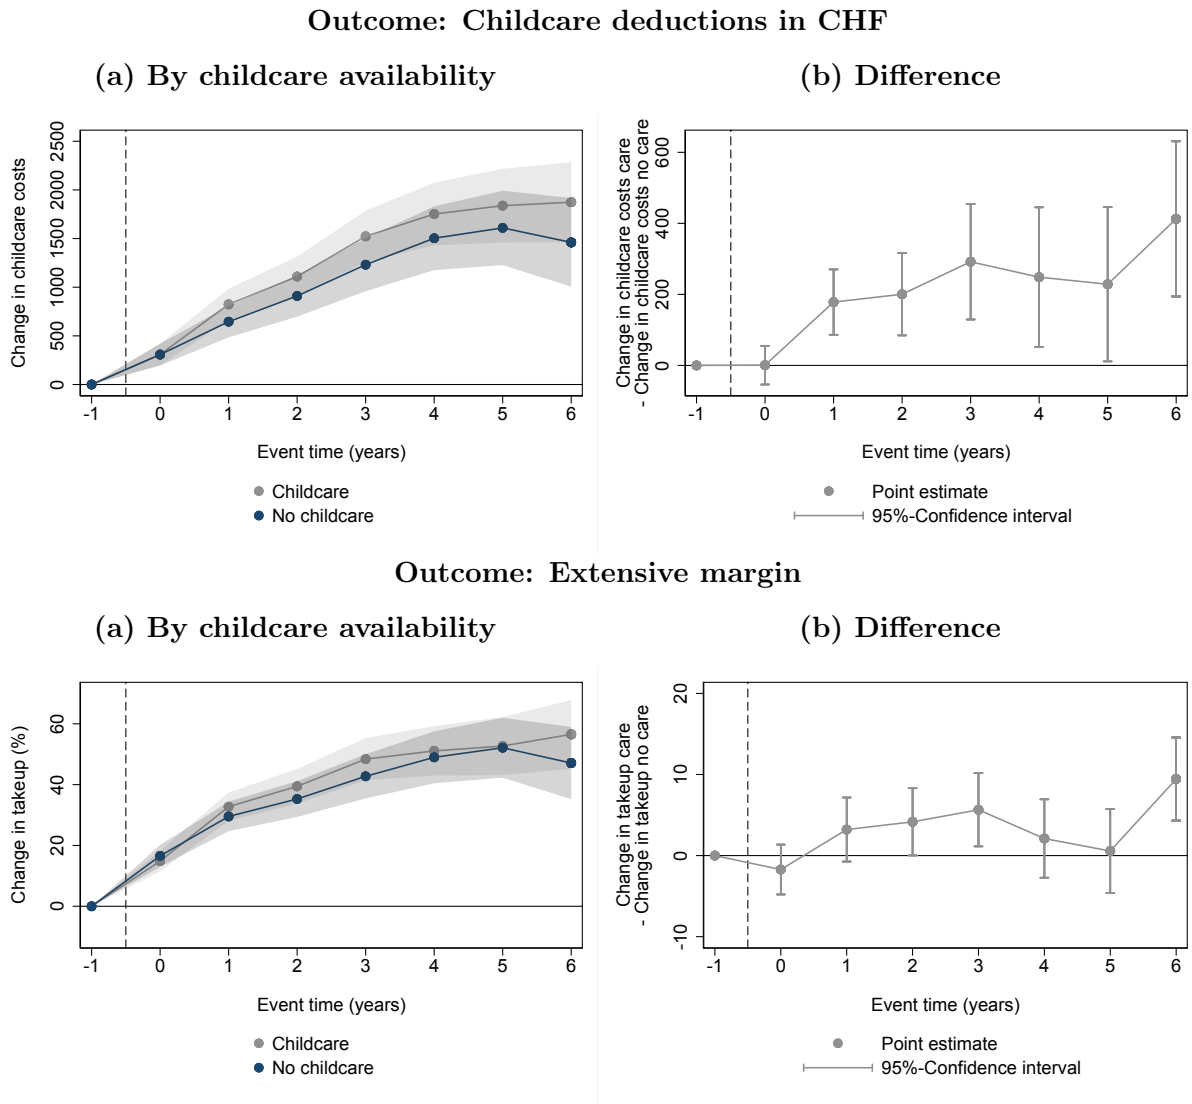 Outcome: Childcare deductions in CHF
(a) By childcare availability
Change in childcare costs
2500
2000
1500
1000
500
0
-1 0 1 2 3 4 5 6
Event time (years)
Childcare
No childcare
(b) Difference
Change in childcare costs care
- Change in childcare costs no care
600
400
200
0
-1 0 1 2 3 4 5 6
Event time (years)
Point estimate
95%-Confidence interval
Outcome: Extensive margin
(a) By childcare availability
Change in takeup (%)
60
40
20
0
-1 0 1 2 3 4 5 6
Event time (years)
Childcare
No childcare
(b) Difference
Change in takeup care
- Change in takeup no care
20
10
0
-10
-1 0 1 2 3 4 5 6
Event time (years)
Point estimate
95%-Confidence interval